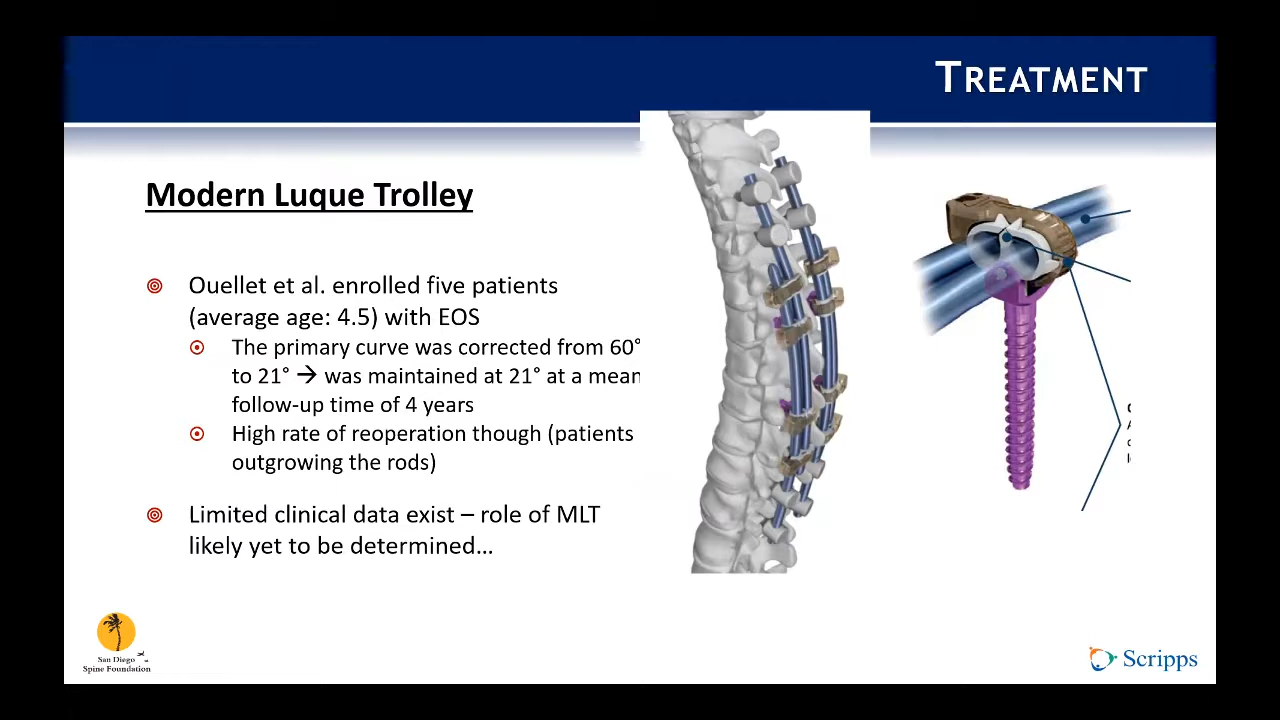 TREATMENT
Modern Luque Trolley
Ouellet et al. enrolled five patients
(average age: 4.5) with EOS
The primary curve was corrected from 60°
to 21° → was maintained at 21° at a mean
follow-up time of 4 years
High rate of reoperation though (patients
outgrowing the rods)
Limited clinical data exist – role of MLT
likely yet to be determined…
San Diego
Spine Foundation
Scripps